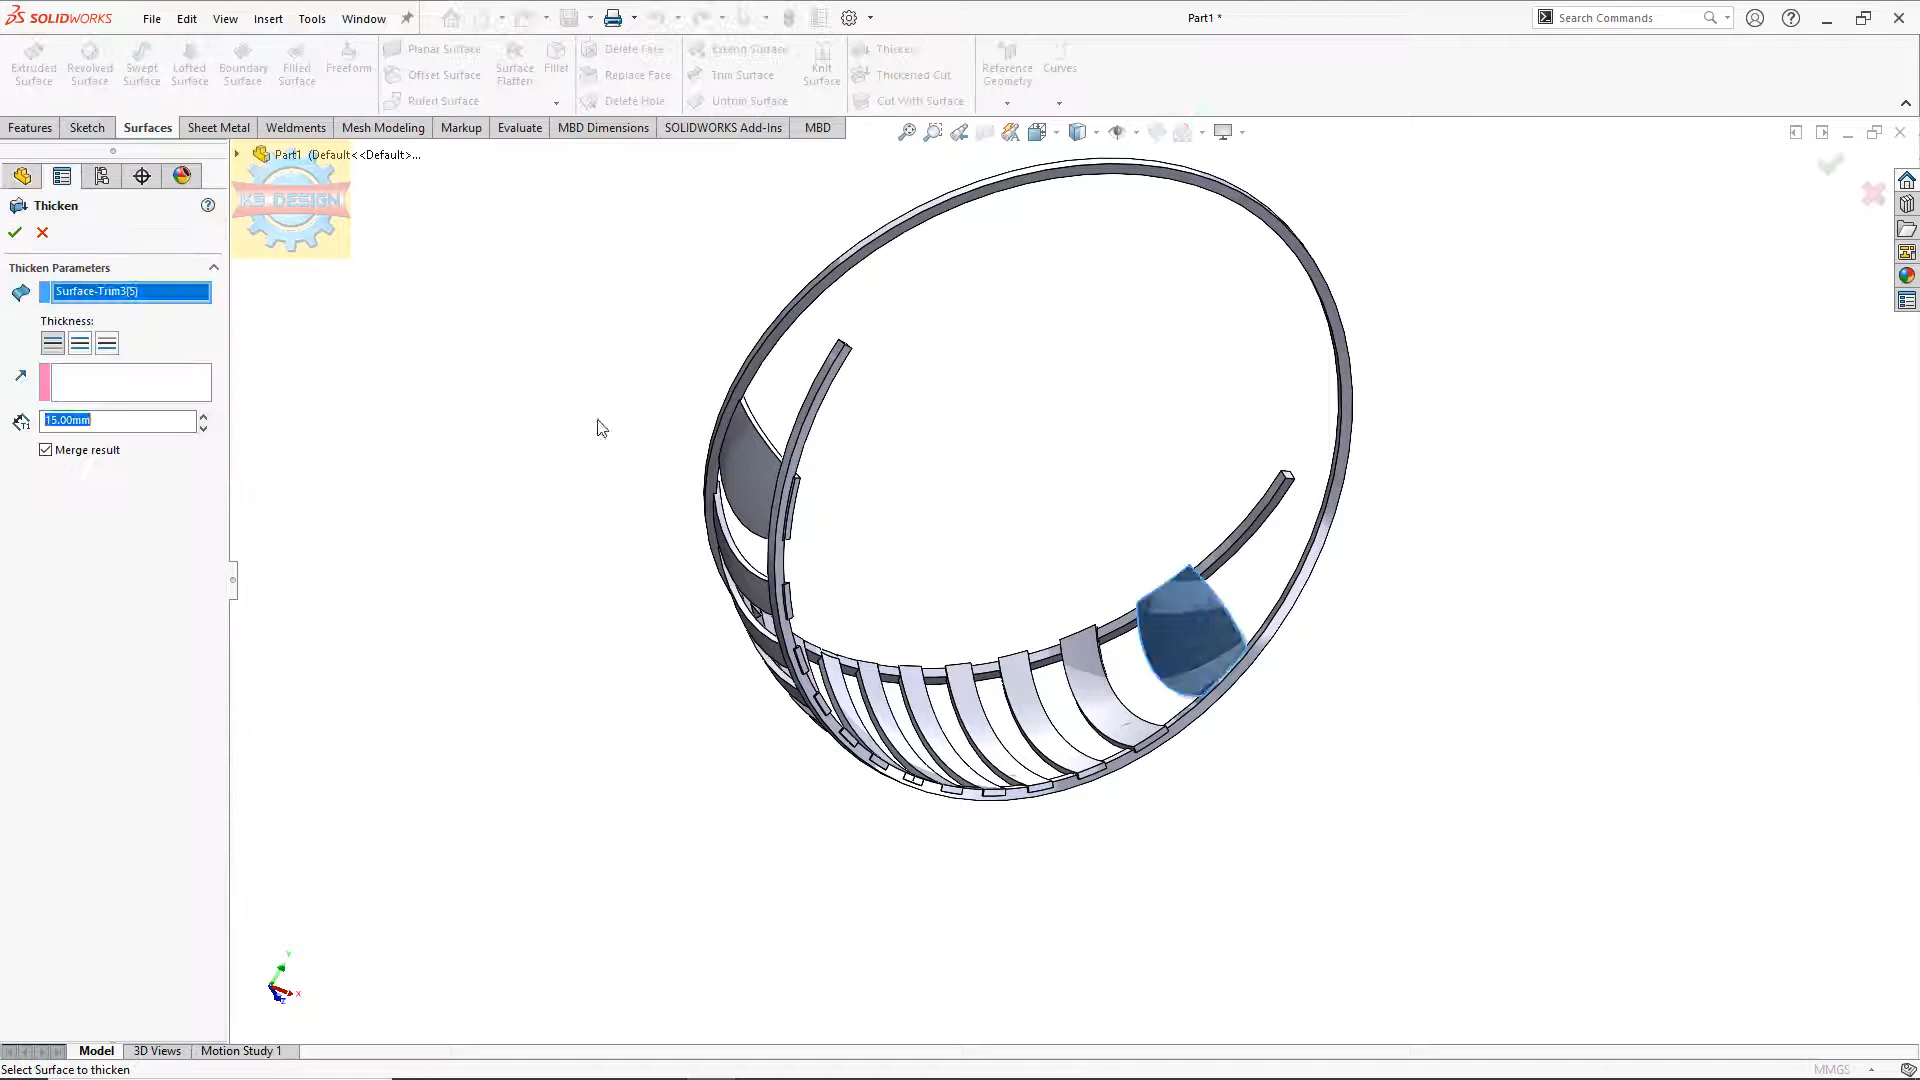 SOLIDWORKS
File Edit View Insert Tools Window
Part1 *
Search Commands
Extruded Surface
Revolved Surface
Swept Surface
Lofted Surface
Boundary Surface
Filled Surface
Freeform
Planar Surface
Offset Surface
Ruled Surface
Surface Flatten
Fillet
Delete Face
Replace Face
Delete Hole
Extend Surface
Trim Surface
Untrim Surface
Knit Surface
Thicken
Thickened Cut
Cut With Surface
Reference Geometry
Curves
Features Sketch Surfaces Sheet Metal Weldments Mesh Modeling Markup Evaluate MBD Dimensions SOLIDWORKS Add-Ins MBD
Part1 (Default<<Default>...
KS DESIGN
Thicken
Thicken Parameters
Surface-Trim3[5]
Thickness:
T1
15.00mm
Merge result
Y
X
Z
Model 3D Views Motion Study 1
Select Surface to thicken
MMGS